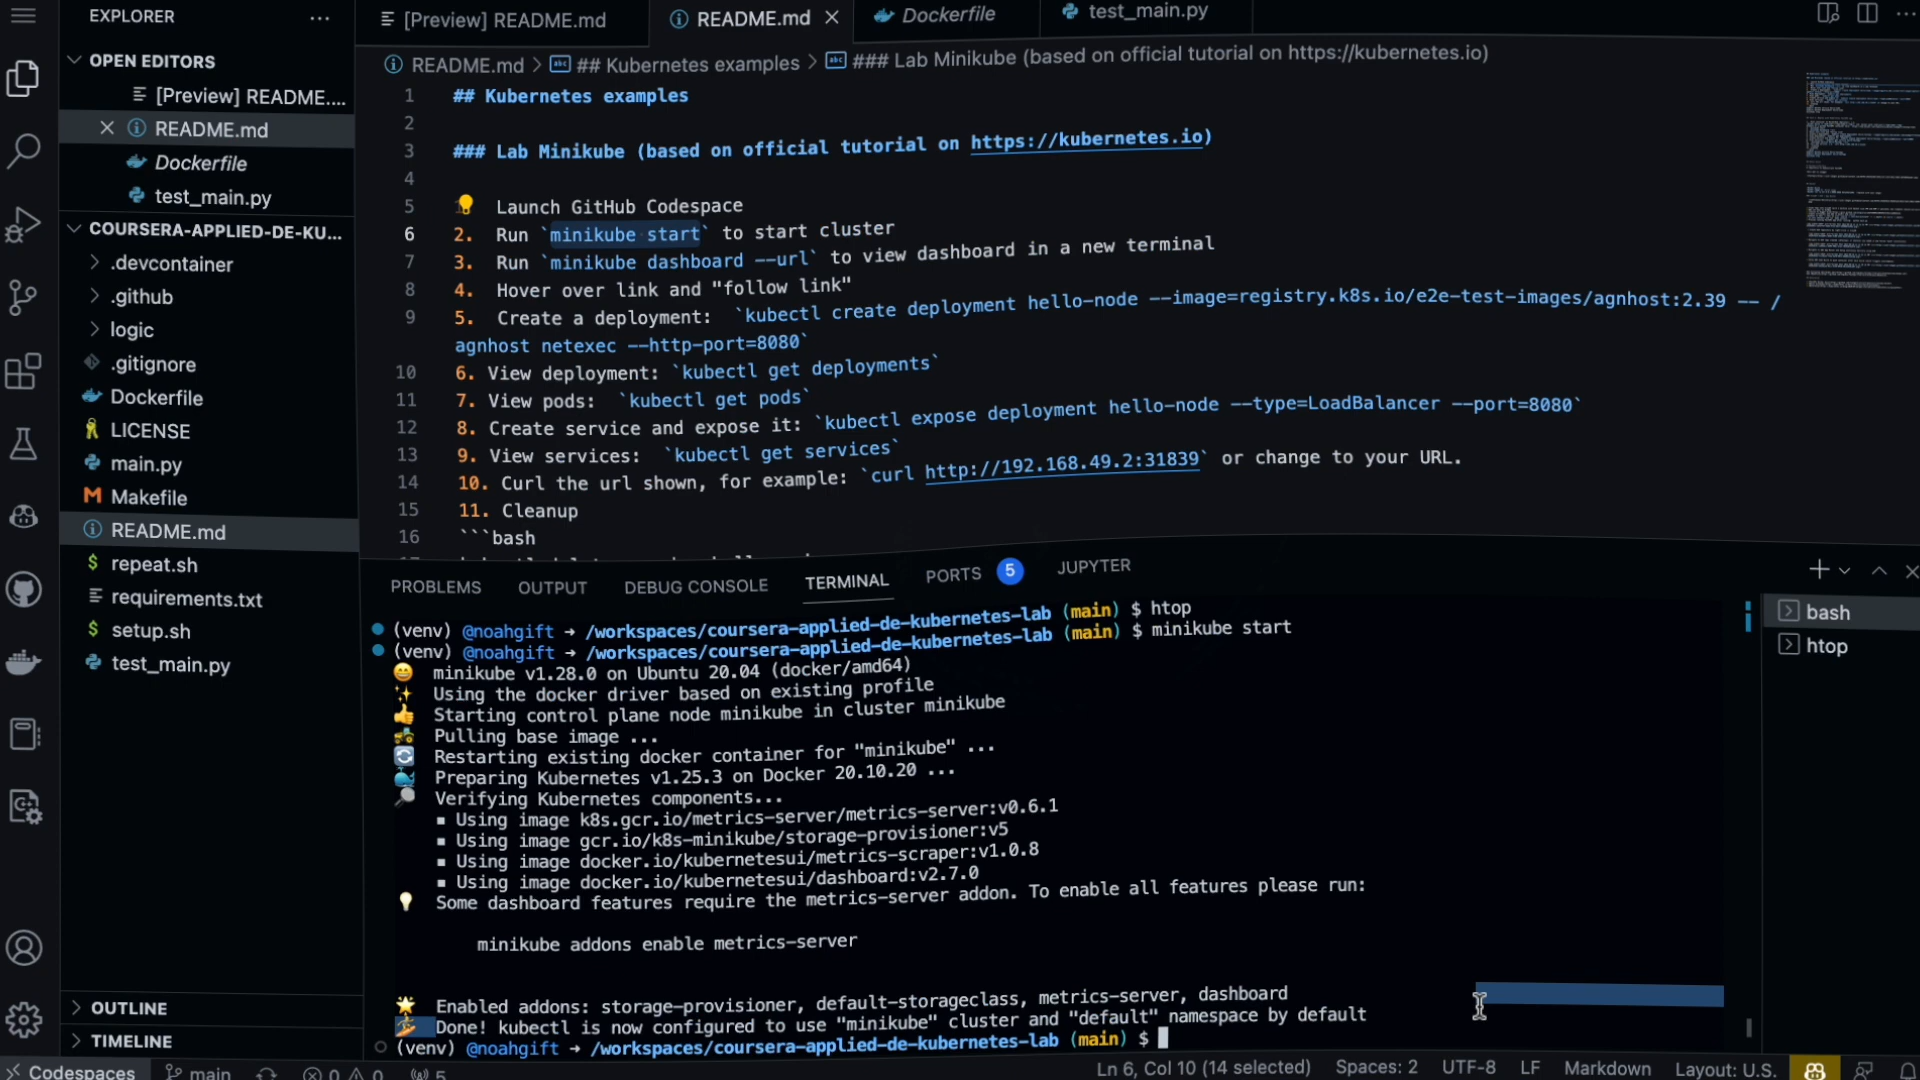 EXPLORER
OPEN EDITORS
[Preview] README....
README.md
Dockerfile
test_main.py
COURSERA-APPLIED-DE-KU...
.devcontainer
.github
logic
.gitignore
Dockerfile
LICENSE
main.py
Makefile
README.md
repeat.sh
requirements.txt
setup.sh
test_main.py
OUTLINE
TIMELINE
[Preview] README.md
README.md
Dockerfile
test_main.py
README.md > ## Kubernetes examples > ### Lab Minikube (based on official tutorial on https://kubernetes.io)
1 ## Kubernetes examples
2
3 ### Lab Minikube (based on official tutorial on https://kubernetes.io)
4
5 Launch GitHub Codespace
6 2. Run `minikube start` to start cluster
7 3. Run `minikube dashboard --url` to view dashboard in a new terminal
8 4. Hover over link and "follow link"
9 5. Create a deployment: `kubectl create deployment hello-node --image=registry.k8s.io/e2e-test-images/agnhost:2.39 -- /
agnhost netexec --http-port=8080`
10 6. View deployment: `kubectl get deployments`
11 7. View pods: `kubectl get pods`
12 8. Create service and expose it: `kubectl expose deployment hello-node --type=LoadBalancer --port=8080`
13 9. View services: `kubectl get services`
14 10. Curl the url shown, for example: `curl http://192.168.49.2:31839` or change to your URL.
15 11. Cleanup
16 ```bash
PROBLEMS OUTPUT DEBUG CONSOLE TERMINAL PORTS 5 JUPYTER
bash
htop
(venv) @noahgift → /workspaces/coursera-applied-de-kubernetes-lab (main) $ htop
(venv) @noahgift → /workspaces/coursera-applied-de-kubernetes-lab (main) $ minikube start
😄 minikube v1.28.0 on Ubuntu 20.04 (docker/amd64)
✨ Using the docker driver based on existing profile
👍 Starting control plane node minikube in cluster minikube
🚜 Pulling base image ...
🔄 Restarting existing docker container for "minikube" ...
🐳 Preparing Kubernetes v1.25.3 on Docker 20.10.20 ...
🔎 Verifying Kubernetes components...
▪ Using image k8s.gcr.io/metrics-server/metrics-server:v0.6.1
▪ Using image gcr.io/k8s-minikube/storage-provisioner:v5
▪ Using image docker.io/kubernetesui/metrics-scraper:v1.0.8
▪ Using image docker.io/kubernetesui/dashboard:v2.7.0
💡 Some dashboard features require the metrics-server addon. To enable all features please run:
minikube addons enable metrics-server
🌟 Enabled addons: storage-provisioner, default-storageclass, metrics-server, dashboard
🏄 Done! kubectl is now configured to use "minikube" cluster and "default" namespace by default
(venv) @noahgift → /workspaces/coursera-applied-de-kubernetes-lab (main) $
Codespaces main 0 0 5 Ln 6, Col 10 (14 selected) Spaces: 2 UTF-8 LF Markdown Layout: U.S.